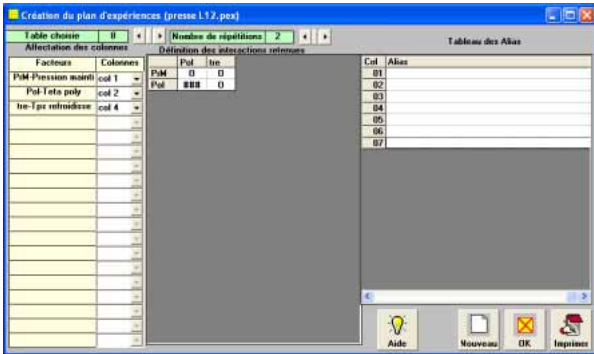 Création du plan d'expériences (presse L12.pex)
Table choisie 8 Nombre de répétitions 2
Affectation des colonnes
Définition des interactions retenues
Tableau des Alias
Facteurs Colonnes
PrM-Pression mainti col 1
Pol-Teta poly col 2
tre-Tps refroidisse col 4
Pol tre
PrM 0 0
Pol ### 0
Col Alias
01
02
03
04
05
06
07
Aide Nouveau OK Imprimer